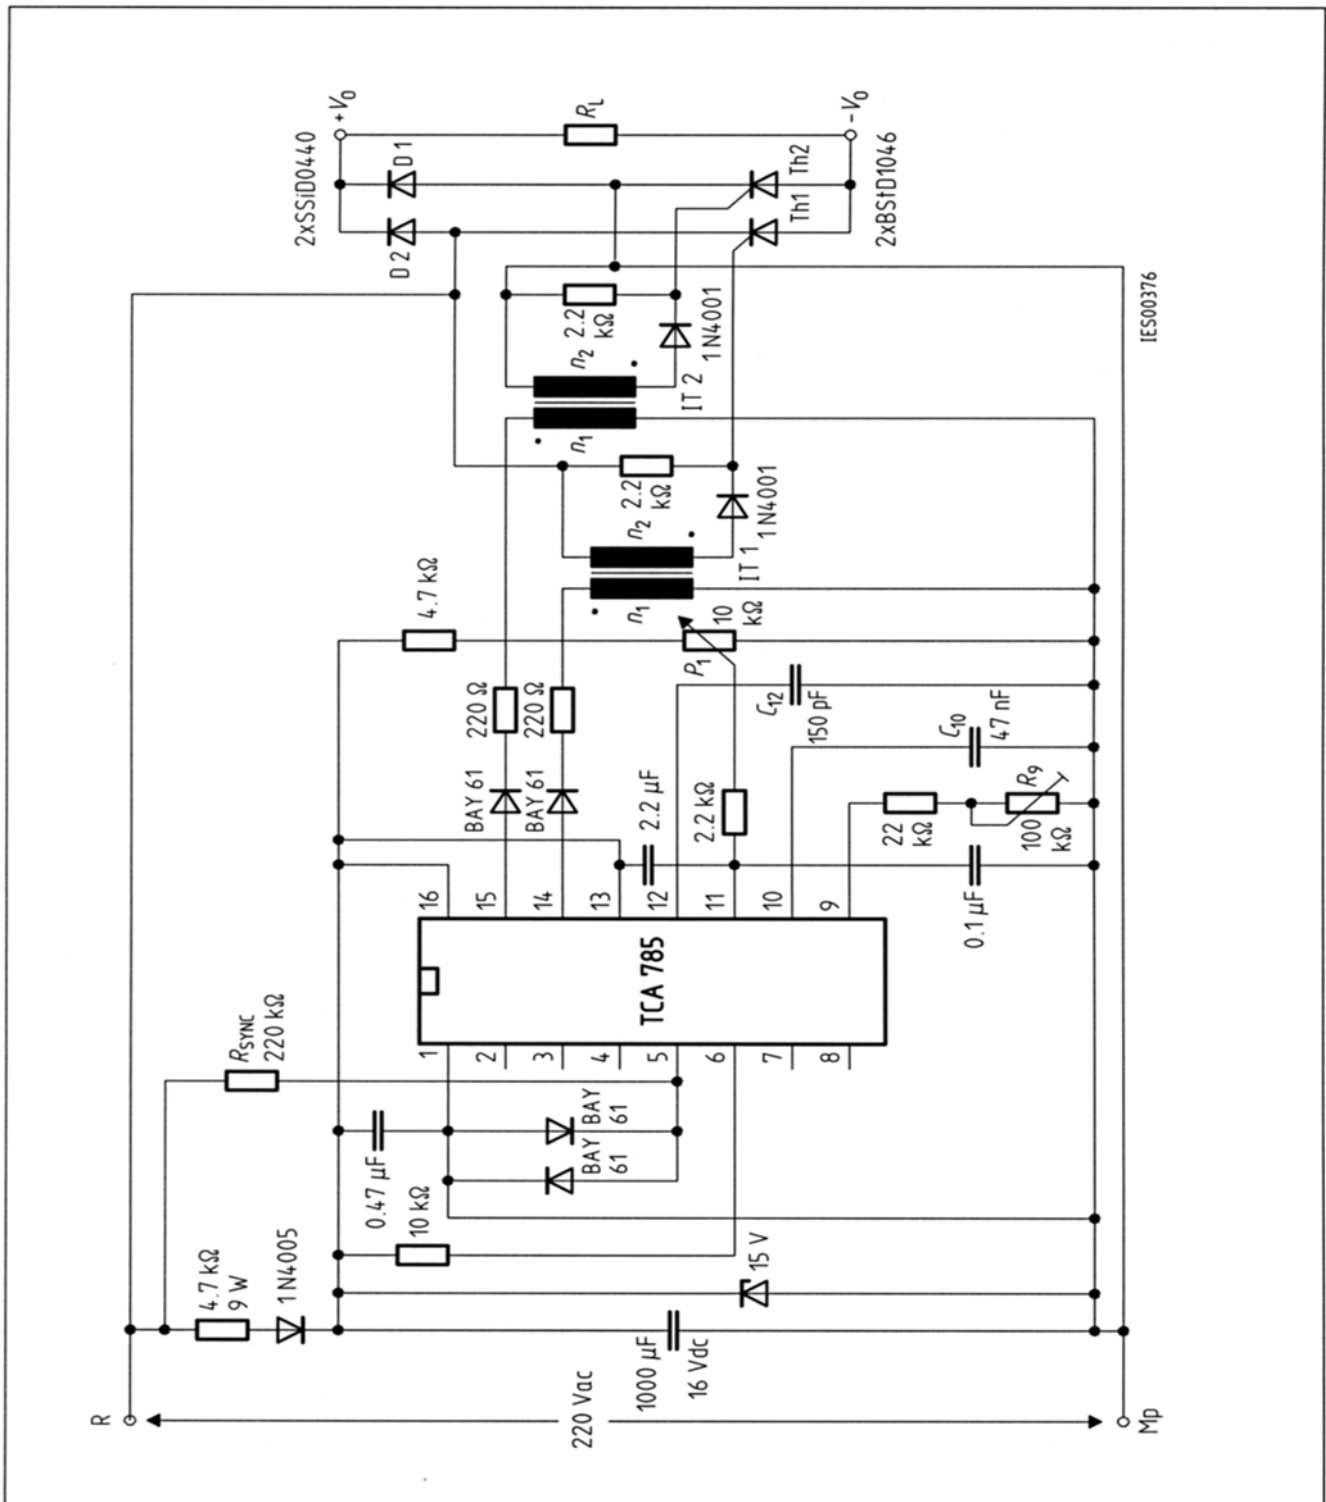 +V0
RL
−V0
2xSSiD0440
D1
D2
Th2
Th1
2xBStD1046
IES00376
2.2
kΩ
1N4001
n2
IT 2
n1
2.2
kΩ
1N4001
n2
IT 1
n1
4.7 kΩ
10
kΩ
P1
220 Ω
220 Ω
C12
150 pF
C10
47 nF
BAY 61
BAY 61
2.2 µF
2.2 kΩ
22
kΩ
R9
100
kΩ
0.1 µF
16
15
14
13
12
11
10
9
TCA 785
1
2
3
4
5
6
7
8
RSYNC
220 kΩ
BAY
61
BAY
61
0.47 µF
10 kΩ
4.7 kΩ
9 W
1N4005
15 V
1000 µF
16 Vdc
R
220 Vac
Mp